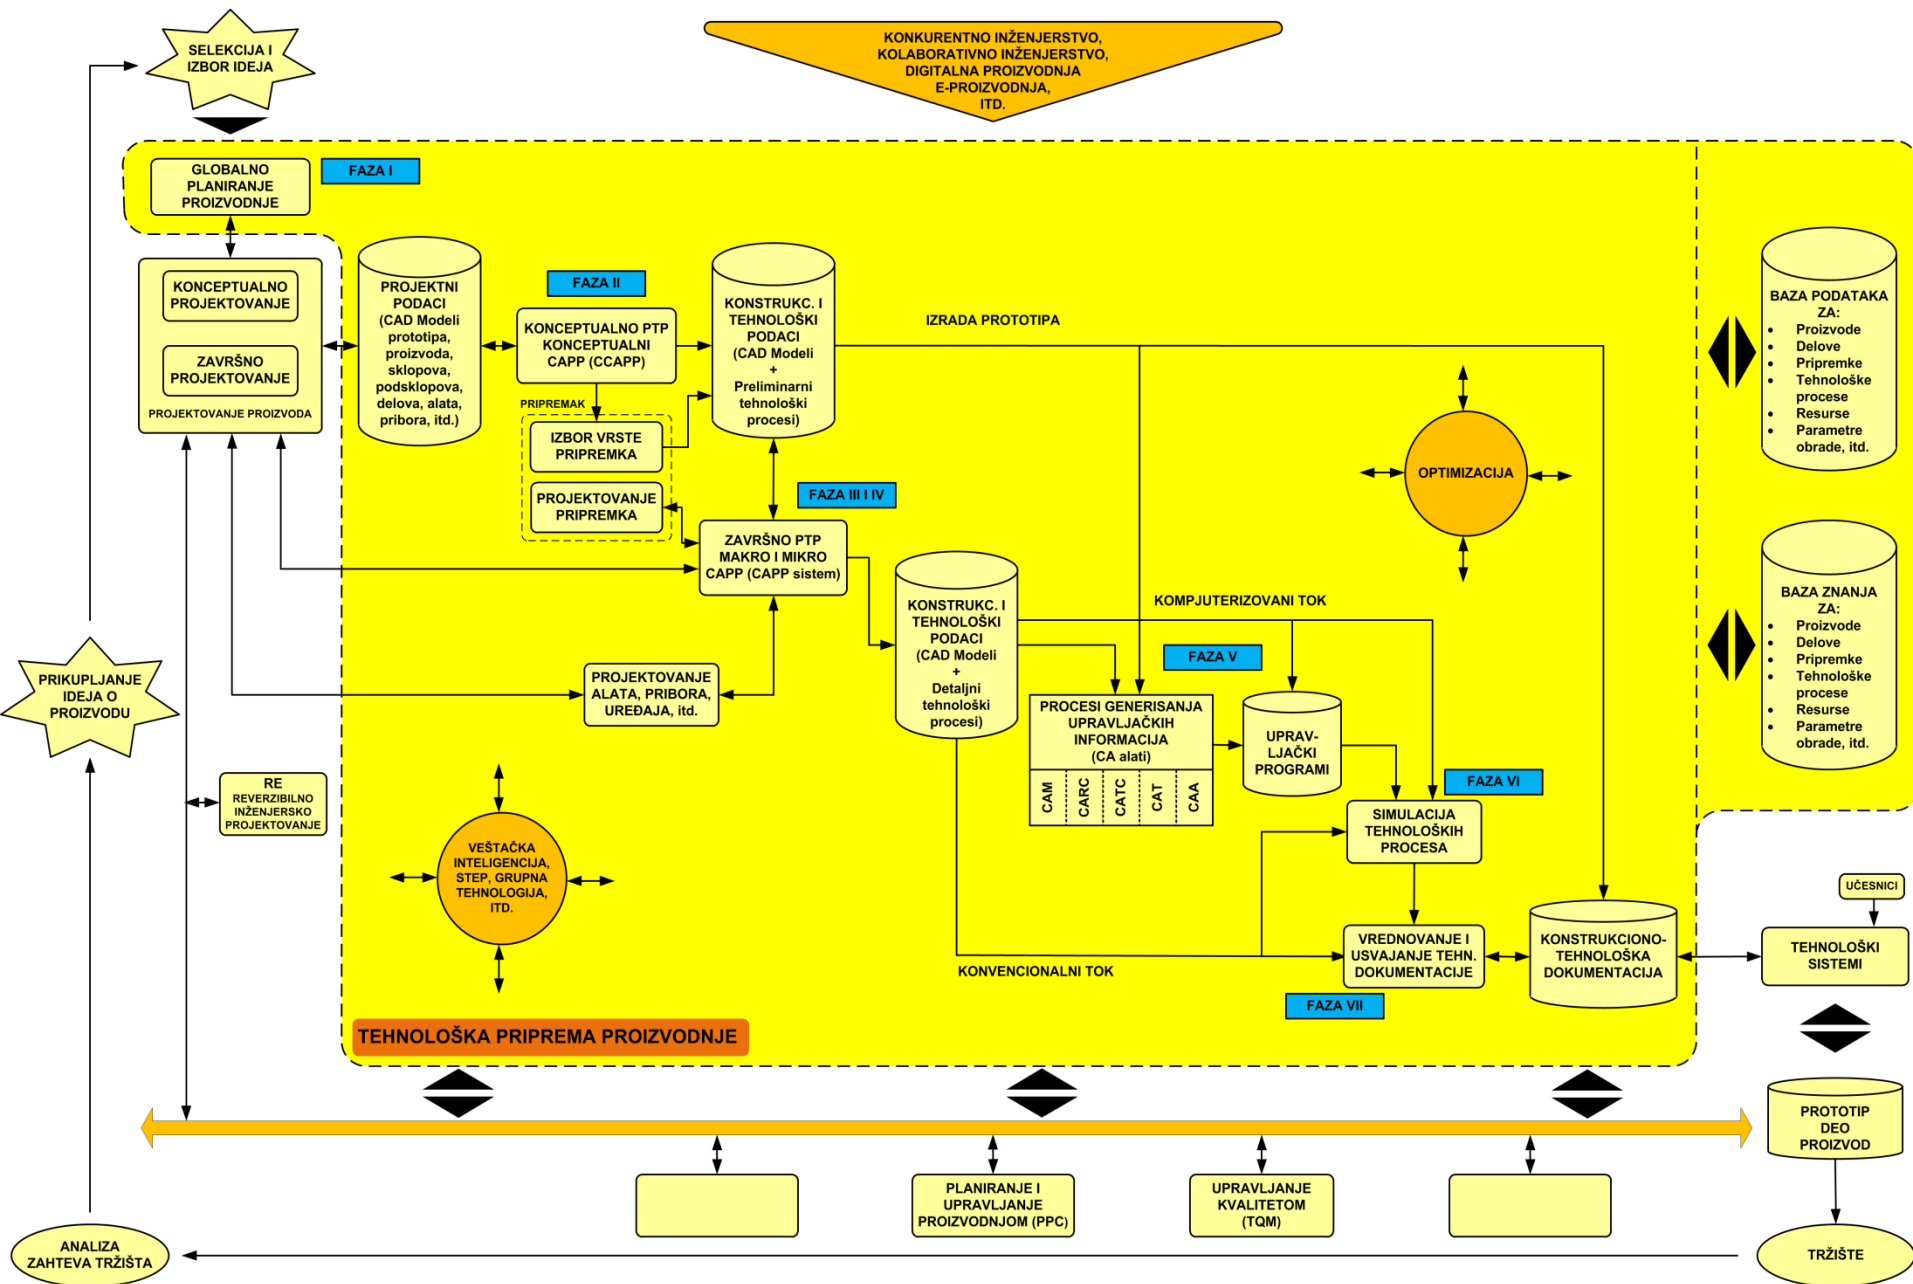 SELEKCIJA I
IZBOR IDEJA
KONKURENTNO INŽENJERSTVO,
KOLABORATIVNO INŽENJERSTVO,
DIGITALNA PROIZVODNJA
E-PROIZVODNJA,
ITD.
GLOBALNO
PLANIRANJE
PROIZVODNJE
FAZA I
KONCEPTUALNO
PROJEKTOVANJE
ZAVRŠNO
PROJEKTOVANJE
PROJEKTOVANJE PROIZVODA
PROJEKTNI
PODACI
(CAD Modeli
prototipa,
proizvoda,
sklopova,
podsklopova,
delova, alata,
pribora, itd.)
FAZA II
KONCEPTUALNO PTP
KONCEPTUALNI
CAPP (CCAPP)
PRIPREMAK
IZBOR VRSTE
PRIPREMKA
PROJEKTOVANJE
PRIPREMKA
KONSTRUKC. I
TEHNOLOŠKI
PODACI
(CAD Modeli
+
Preliminarni
tehnološki
procesi)
IZRADA PROTOTIPA
FAZA III I IV
ZAVRŠNO PTP
MAKRO I MIKRO
CAPP (CAPP sistem)
OPTIMIZACIJA
BAZA PODATAKA
ZA:
• Proizvode
• Delove
• Pripremke
• Tehnološke
procese
• Resurse
• Parametre
obrade, itd.
BAZA ZNANJA
ZA:
• Proizvode
• Delove
• Pripremke
• Tehnološke
procese
• Resurse
• Parametre
obrade, itd.
KONSTRUKC. I
TEHNOLOŠKI
PODACI
(CAD Modeli
+
Detaljni
tehnološki
procesi)
KOMPJUTERIZOVANI TOK
FAZA V
PROCESI GENERISANJA
UPRAVLJAČKIH
INFORMACIJA
(CA alati)
CAM
CARC
CATC
CAT
CAA
UPRAV-
LJAČKI
PROGRAMI
FAZA VI
SIMULACIJA
TEHNOLOŠKIH
PROCESA
PRIKUPLJANJE
IDEJA O
PROIZVODU
PROJEKTOVANJE
ALATA, PRIBORA,
UREĐAJA, itd.
RE
REVERZIBILNO
INŽENJERSKO
PROJEKTOVANJE
VEŠTAČKA
INTELIGENCIJA,
STEP, GRUPNA
TEHNOLOGIJA,
ITD.
KONVENCIONALNI TOK
VREDNOVANJE I
USVAJANJE TEHN.
DOKUMENTACIJE
FAZA VII
KONSTRUKCIONO-
TEHNOLOŠKA
DOKUMENTACIJA
UČESNICI
TEHNOLOŠKI
SISTEMI
TEHNOLOŠKA PRIPREMA PROIZVODNJE
PROTOTIP
DEO
PROIZVOD
PLANIRANJE I
UPRAVLJANJE
PROIZVODNJOM (PPC)
UPRAVLJANJE
KVALITETOM
(TQM)
ANALIZA
ZAHTEVA TRŽIŠTA
TRŽIŠTE